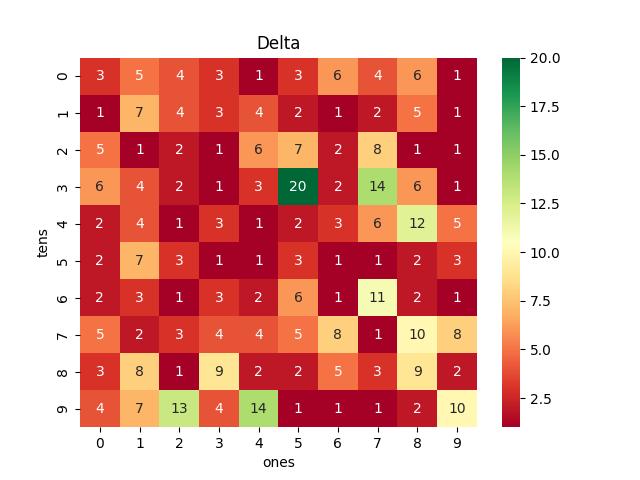 Delta
0 3 5 4 3 1 3 6 4 6 1
1 1 7 4 3 4 2 1 2 5 1
2 5 1 2 1 6 7 2 8 1 1
3 6 4 2 1 3 20 2 14 6 1
4 2 4 1 3 1 2 3 6 12 5
5 2 7 3 1 1 3 1 1 2 3
6 2 3 1 3 2 6 1 11 2 1
7 5 2 3 4 4 5 8 1 10 8
8 3 8 1 9 2 2 5 3 9 2
9 4 7 13 4 14 1 1 1 2 10
0 1 2 3 4 5 6 7 8 9
ones
tens
20.0
17.5
15.0
12.5
10.0
7.5
5.0
2.5